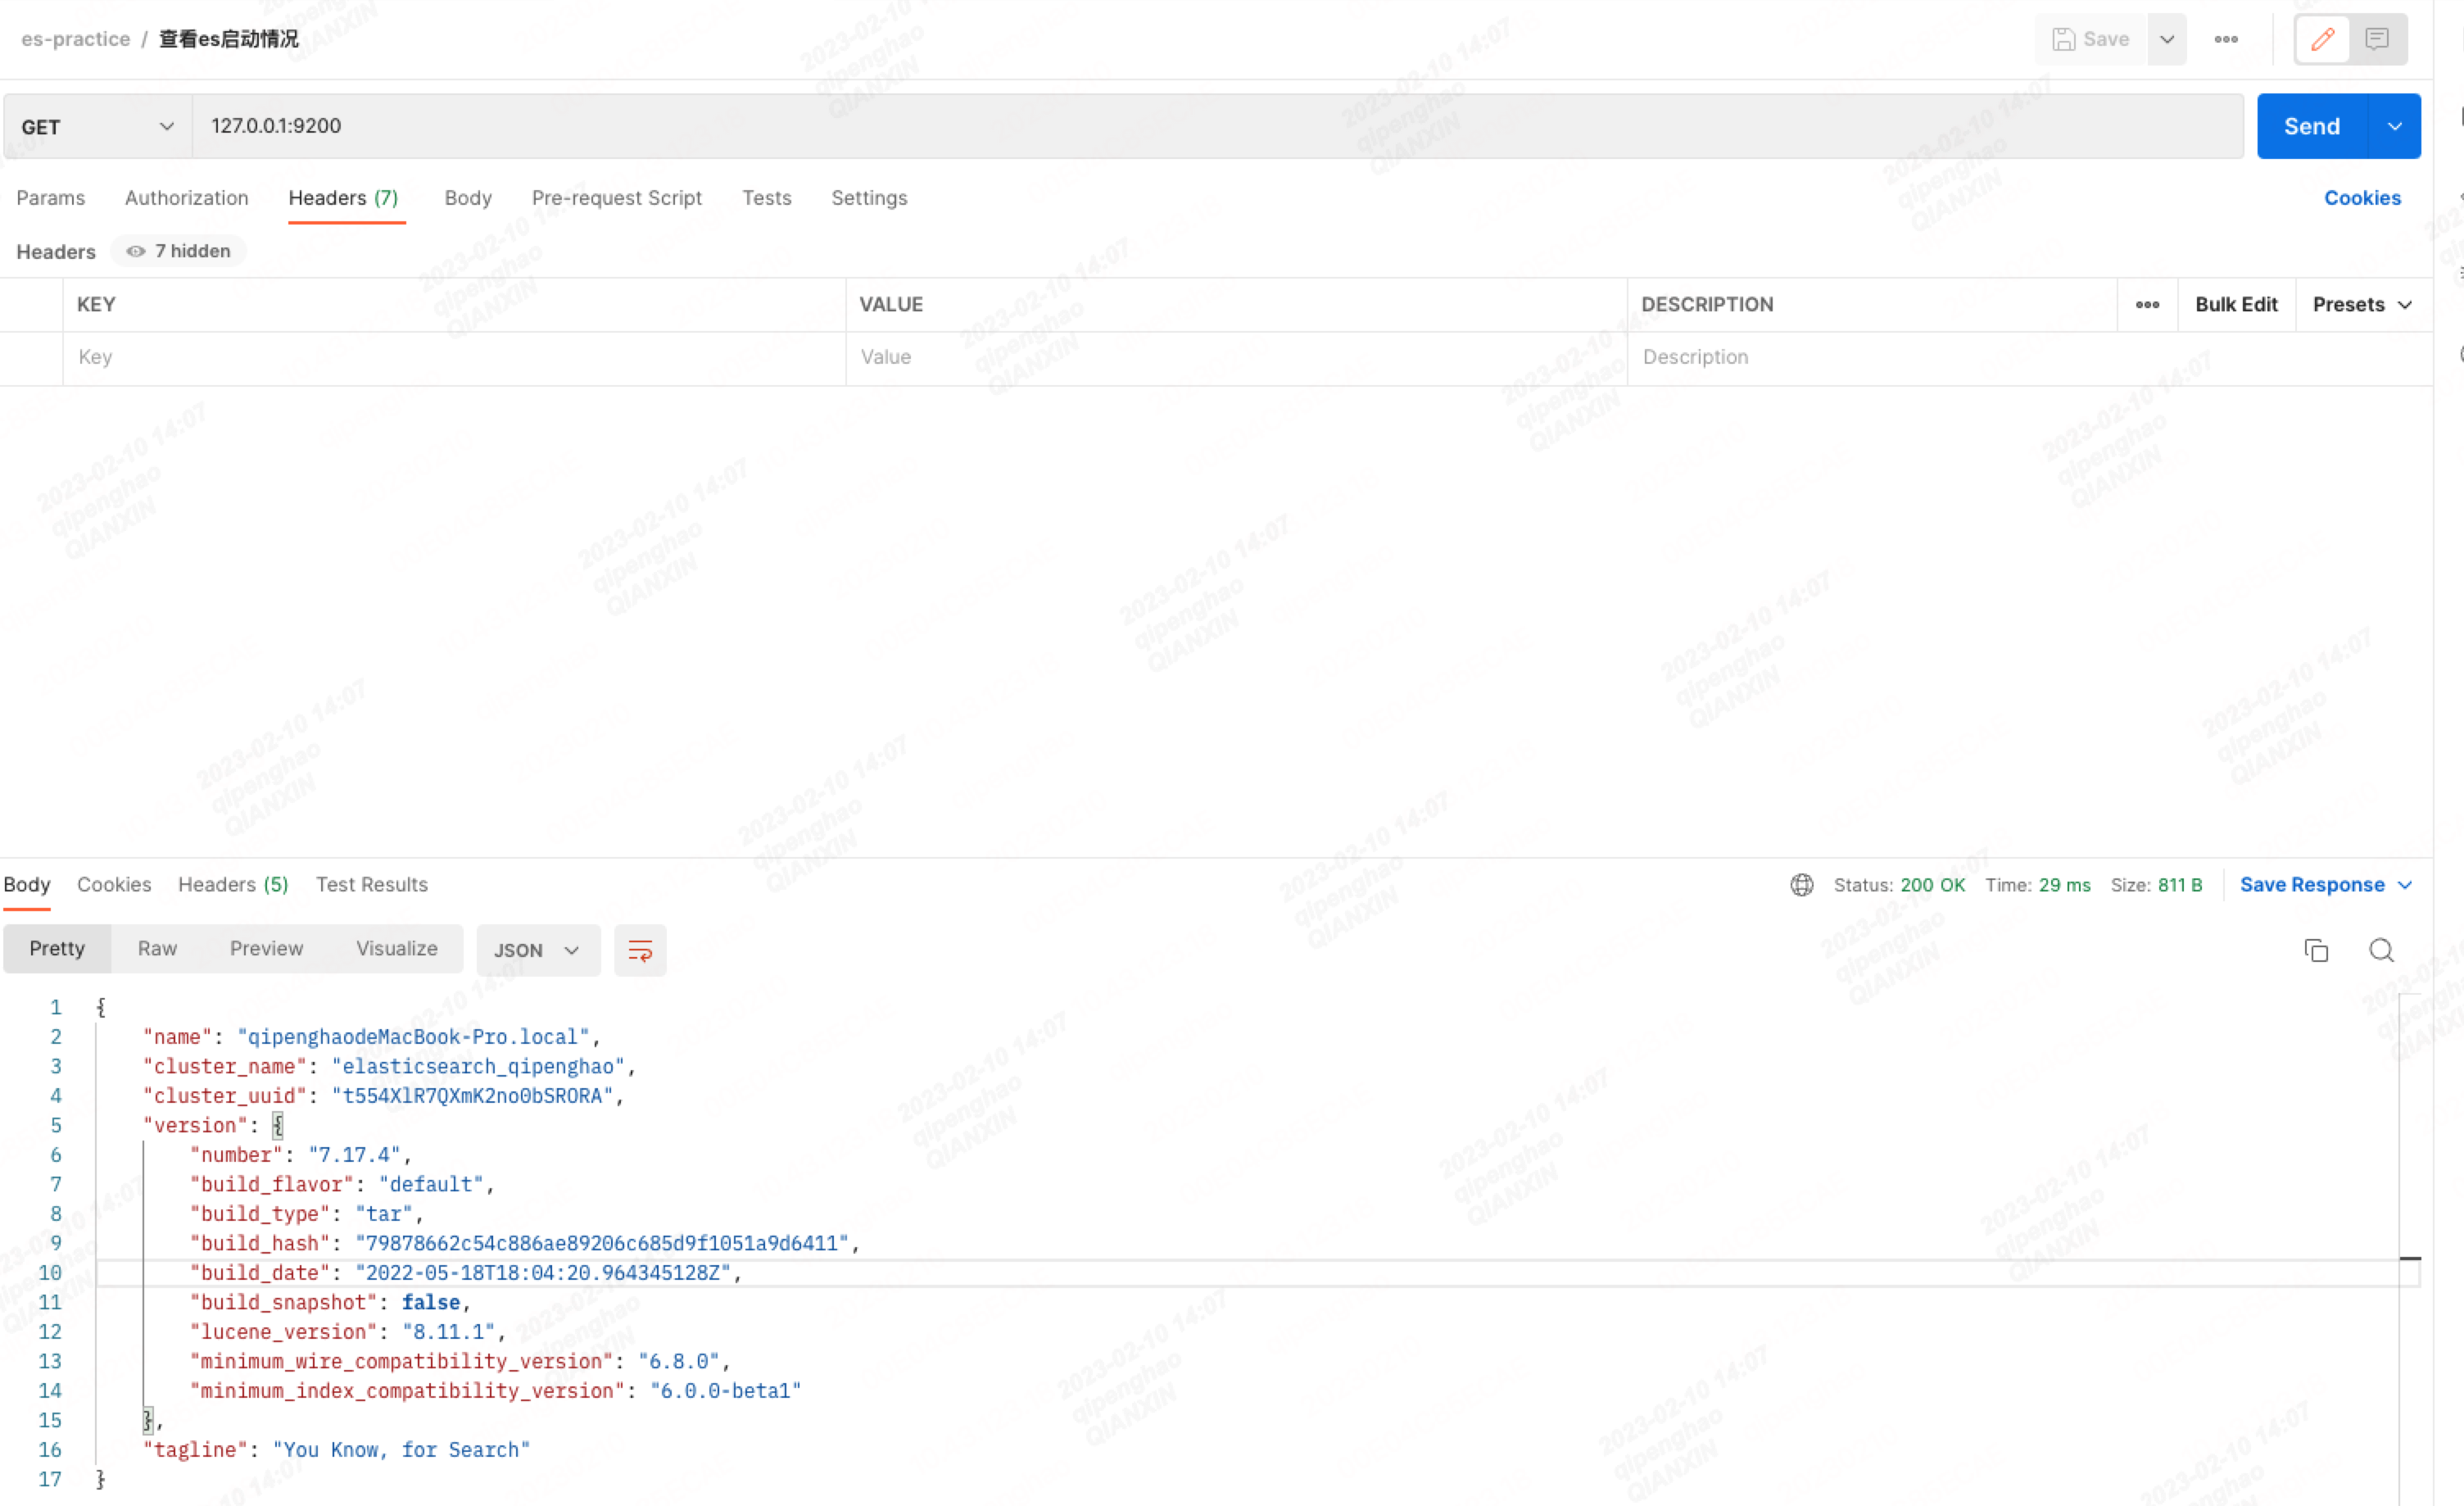 es-practice / 查看es启动情况
Save
GET 127.0.0.1:9200 Send
Params Authorization Headers (7) Body Pre-request Script Tests Settings Cookies
Headers 7 hidden
KEY VALUE DESCRIPTION Bulk Edit Presets
Key Value Description
Body Cookies Headers (5) Test Results Status: 200 OK Time: 29 ms Size: 811 B Save Response
Pretty Raw Preview Visualize JSON
1 {
2 "name": "qipenghaodeMacBook-Pro.local",
3 "cluster_name": "elasticsearch_qipenghao",
4 "cluster_uuid": "t554XlR7QXmK2no0bSRORA",
5 "version": {
6 "number": "7.17.4",
7 "build_flavor": "default",
8 "build_type": "tar",
9 "build_hash": "79878662c54c886ae89206c685d9f1051a9d6411",
10 "build_date": "2022-05-18T18:04:20.964345128Z",
11 "build_snapshot": false,
12 "lucene_version": "8.11.1",
13 "minimum_wire_compatibility_version": "6.8.0",
14 "minimum_index_compatibility_version": "6.0.0-beta1"
15 },
16 "tagline": "You Know, for Search"
17 }
2023-02-10 14:07
qipenghao
QIANXIN